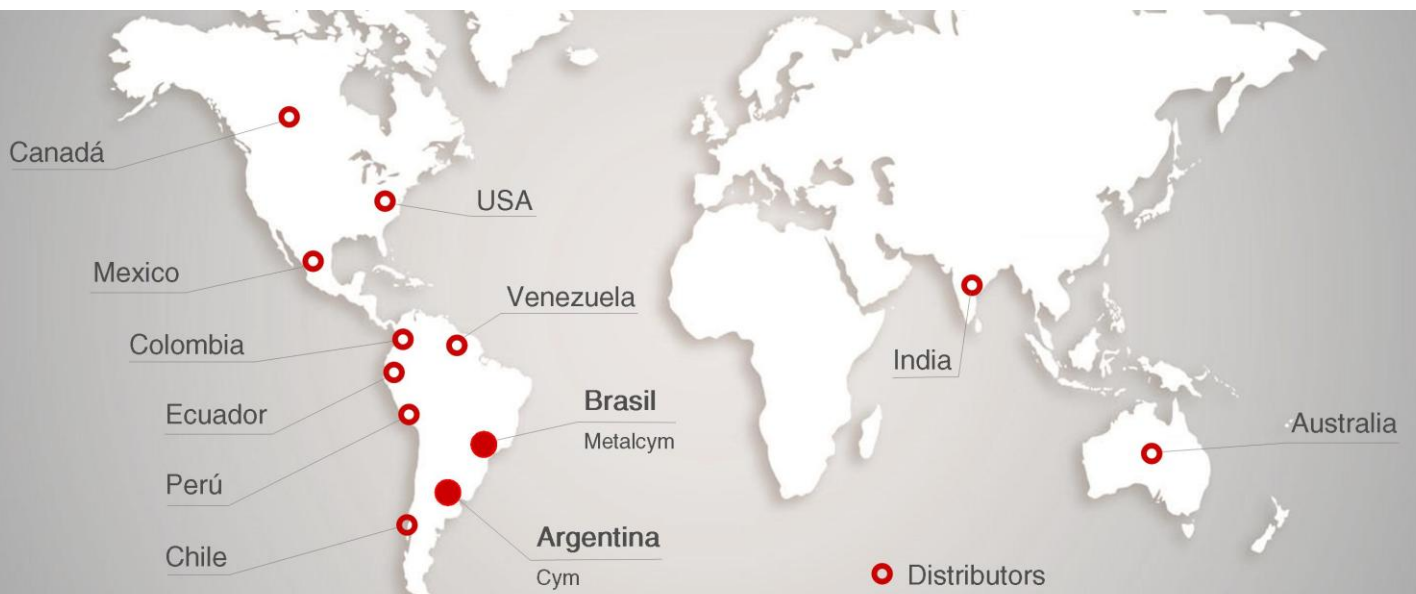 Canadá
USA
Mexico
Venezuela
Colombia
India
Ecuador
Brasil
Metalcym
Australia
Perú
Argentina
Chile
Cym
Distributors